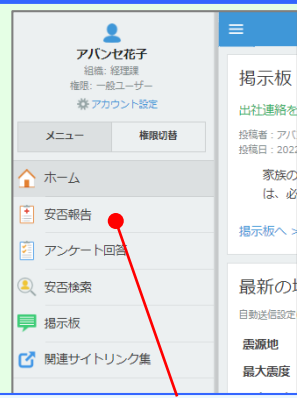 アバンセ花子
組織: 経理課
権限: 一般ユーザー
アカウント設定
メニュー
権限切替
ホーム
安否報告
アンケート回答
安否検索
掲示板
関連サイトリンク集
掲示板
出社連絡を
投稿者：アバ
投稿日：2022
家族の
は、必
掲示板へ >
最新の地
自動送信設定
震源地
最大震度